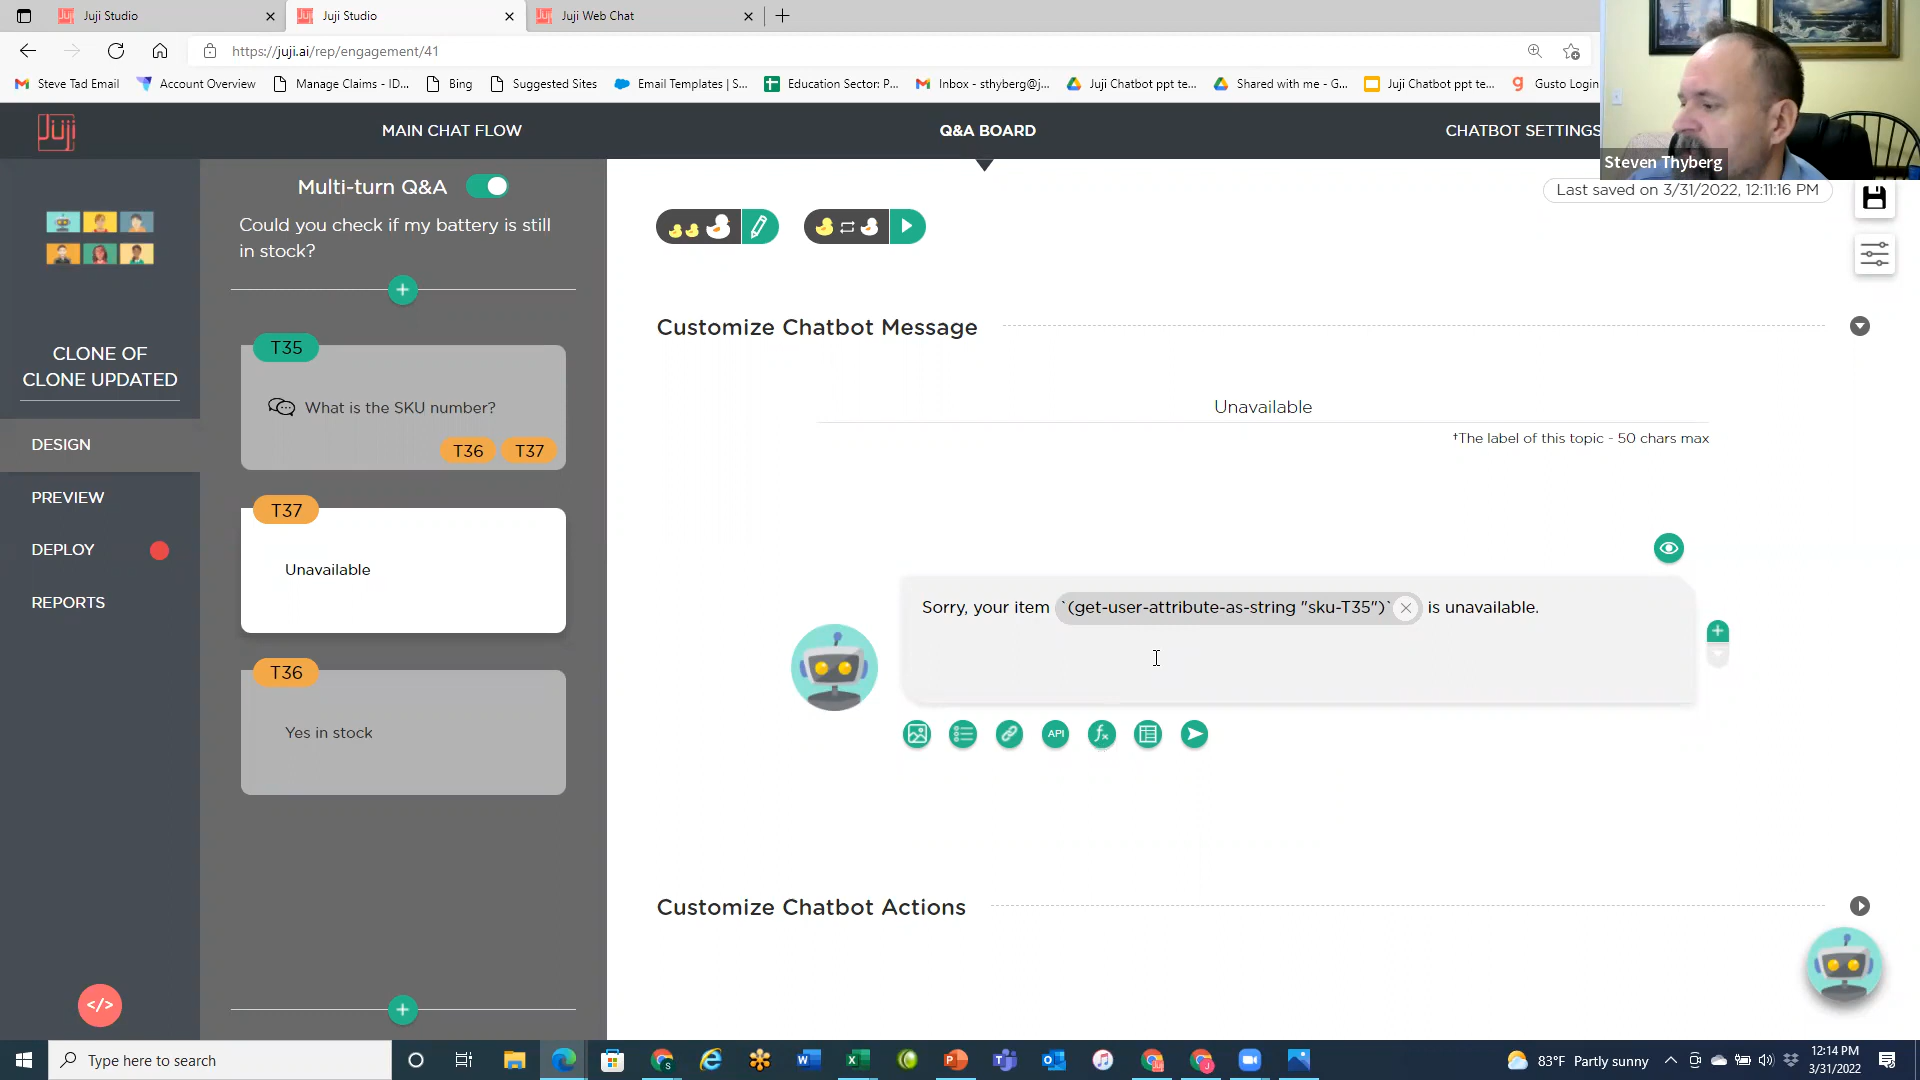 Juji Studio
Juji Studio
Juji Web Chat
https://juji.ai/rep/engagement/41
Steve Tad Email
Account Overview
Manage Claims - ID...
Bing
Suggested Sites
Email Templates | S...
Education Sector: P...
Inbox - sthyberg@j...
Juji Chatbot ppt te...
Shared with me - G...
Juji Chatbot ppt te...
Gusto Login
Juji
MAIN CHAT FLOW
Q&A BOARD
CHATBOT SETTINGS
Steven Thyberg
Last saved on 3/31/2022, 12:11:16 PM
Multi-turn Q&A
Could you check if my battery is still
in stock?
CLONE OF
CLONE UPDATED
DESIGN
PREVIEW
DEPLOY
REPORTS
</>
T35
What is the SKU number?
T36 T37
T37
Unavailable
T36
Yes in stock
Customize Chatbot Message
Unavailable
†The label of this topic - 50 chars max
Sorry, your item `(get-user-attribute-as-string "sku-T35")` is unavailable.
API
fx
Customize Chatbot Actions
Type here to search
83°F Partly sunny
12:14 PM
3/31/2022